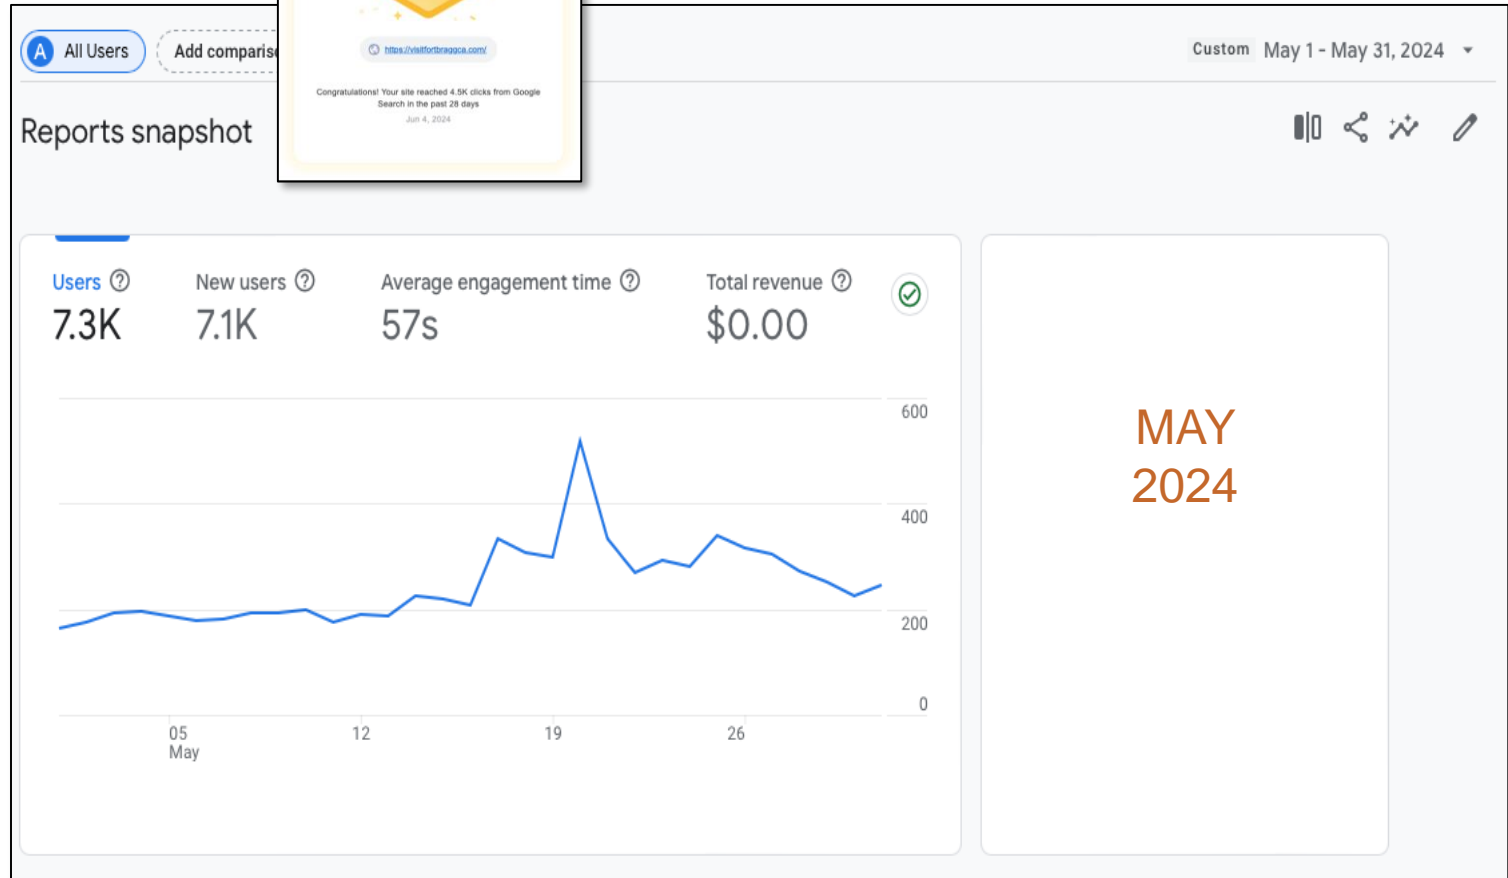 A All Users
Add comparis
https://visitfortbraggca.com/
Congratulations! Your site reached 4.5K clicks from Google
Search in the past 28 days
Jun 4, 2024
Custom May 1 - May 31, 2024
Reports snapshot
Users
7.3K
New users
7.1K
Average engagement time
57s
Total revenue
$0.00
600
400
200
0
05
May
12
19
26
MAY
2024